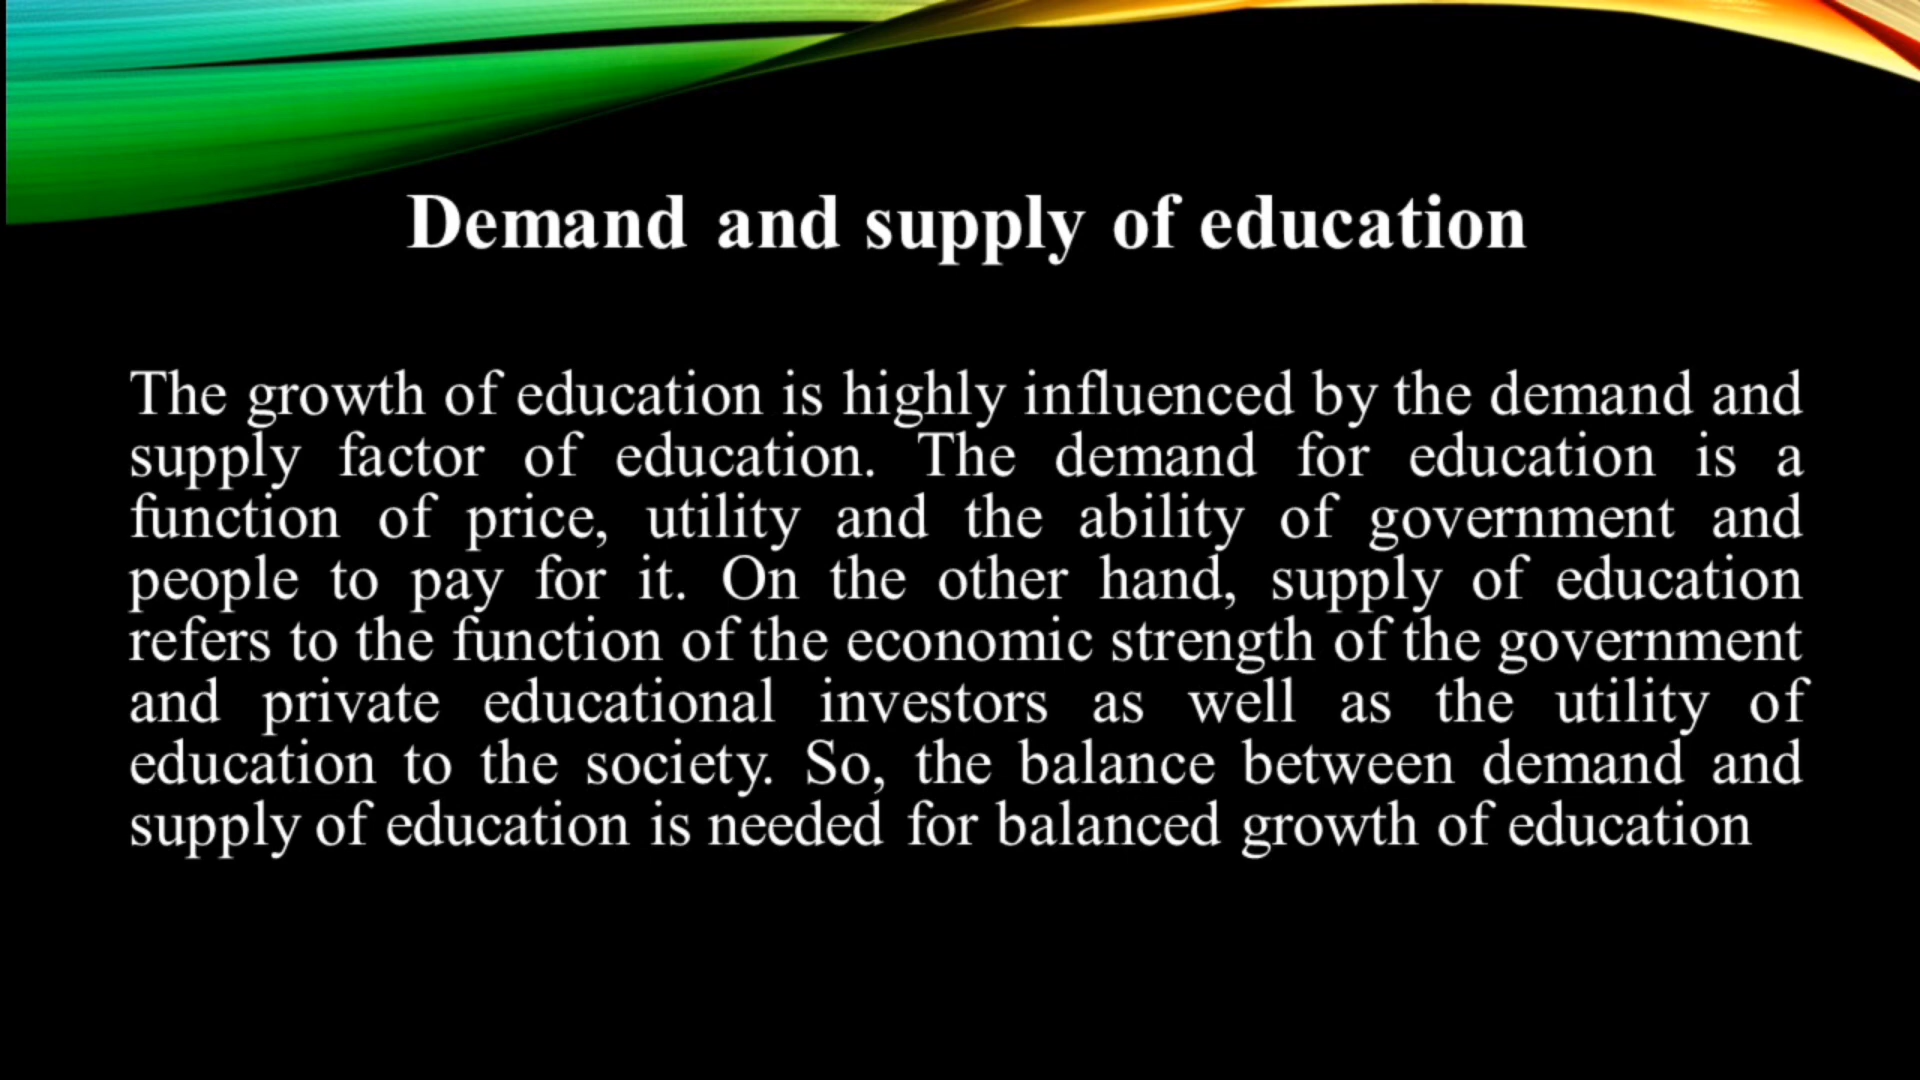 Demand and supply of education
The growth of education is highly influenced by the demand and
supply factor of education. The demand for education is a
function of price, utility and the ability of government and
people to pay for it. On the other hand, supply of education
refers to the function of the economic strength of the government
and private educational investors as well as the utility of
education to the society. So, the balance between demand and
supply of education is needed for balanced growth of education